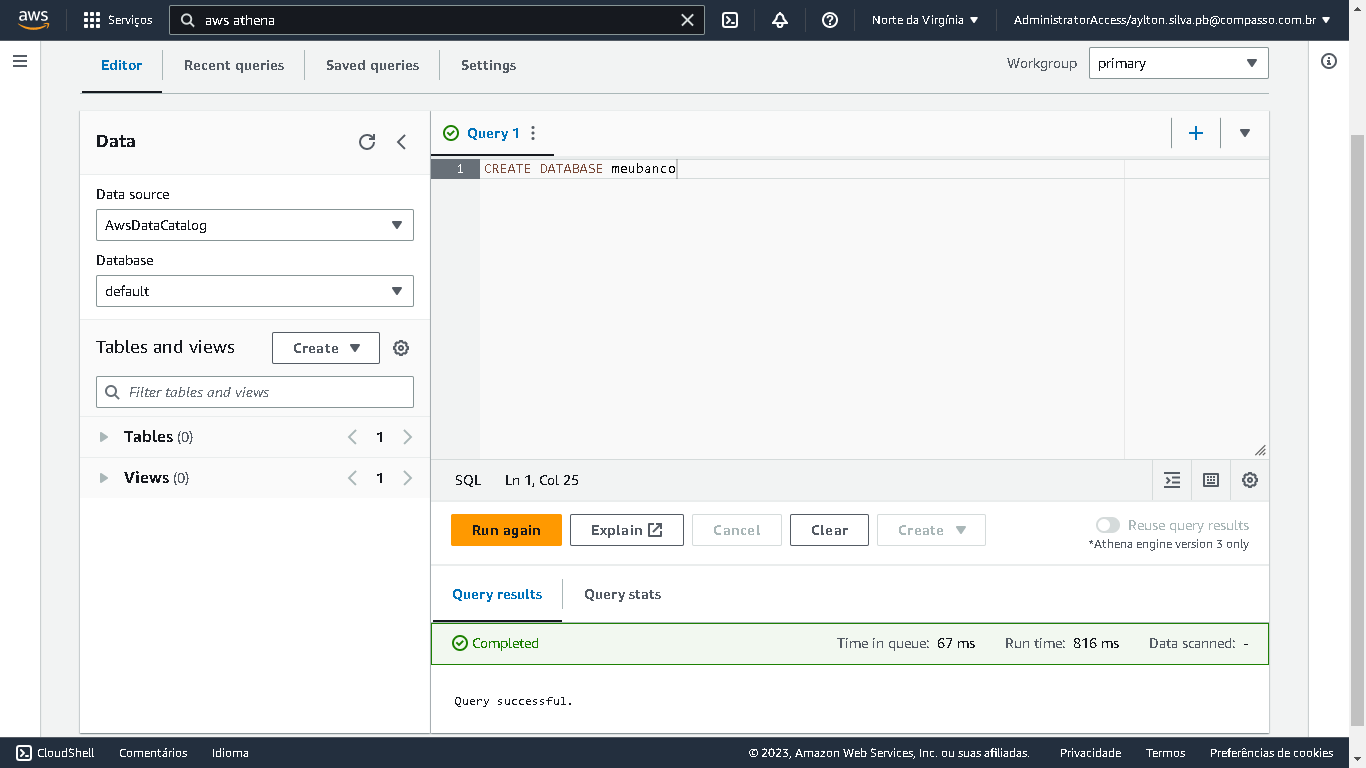 aws
Serviços
aws athena
Norte da Virgínia
AdministratorAccess/aylton.silva.pb@compasso.com.br
Editor
Recent queries
Saved queries
Settings
Workgroup
primary
Data
Data source
AwsDataCatalog
Database
default
Tables and views
Create
Filter tables and views
Tables (0)
1
Views (0)
1
Query 1
1 CREATE DATABASE meubanco
SQL Ln 1, Col 25
Run again
Explain
Cancel
Clear
Create
Reuse query results
*Athena engine version 3 only
Query results
Query stats
Completed
Time in queue: 67 ms
Run time: 816 ms
Data scanned: -
Query successful.
CloudShell
Comentários
Idioma
© 2023, Amazon Web Services, Inc. ou suas afiliadas.
Privacidade
Termos
Preferências de cookies